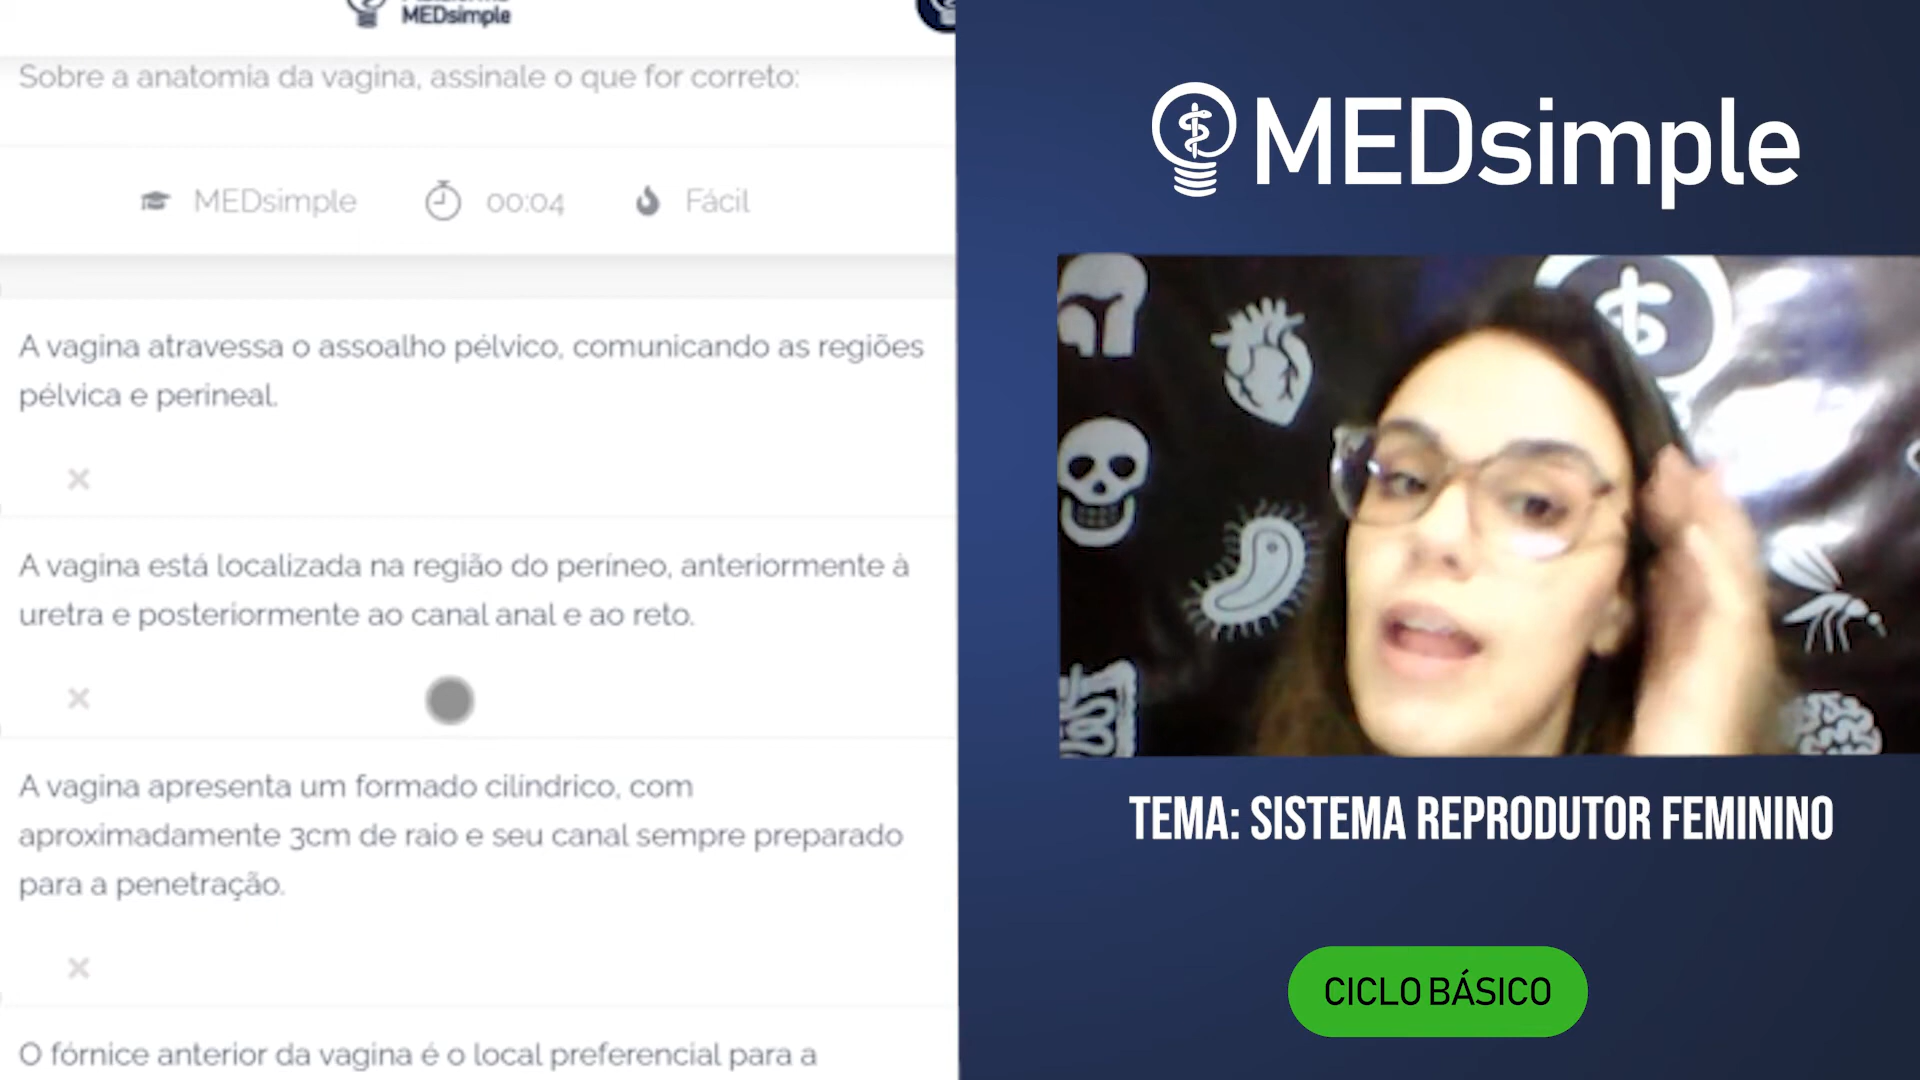 MEDsimple
Sobre a anatomia da vagina, assinale o que for correto:
MEDsimple 00:04 Fácil
A vagina atravessa o assoalho pélvico, comunicando as regiões
pélvica e perineal.
A vagina está localizada na região do períneo, anteriormente à
uretra e posteriormente ao canal anal e ao reto.
A vagina apresenta um formado cilíndrico, com
aproximadamente 3cm de raio e seu canal sempre preparado
para a penetração.
O fórnice anterior da vagina é o local preferencial para a
MEDsimple
TEMA: SISTEMA REPRODUTOR FEMININO
CICLO BÁSICO